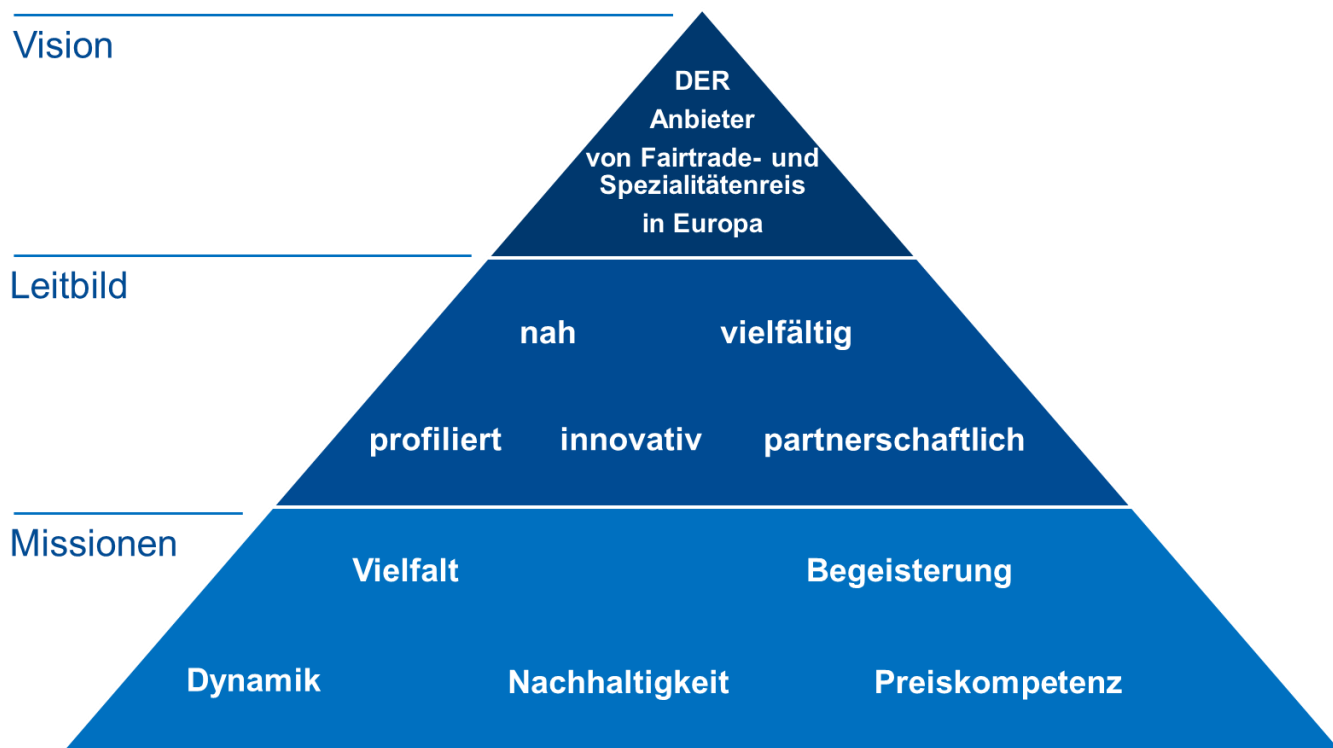 Vision
DER
Anbieter
von Fairtrade- und
Spezialitätenreis
in Europa
Leitbild
nah vielfältig
profiliert innovativ partnerschaftlich
Missionen
Vielfalt Begeisterung
Dynamik Nachhaltigkeit Preiskompetenz